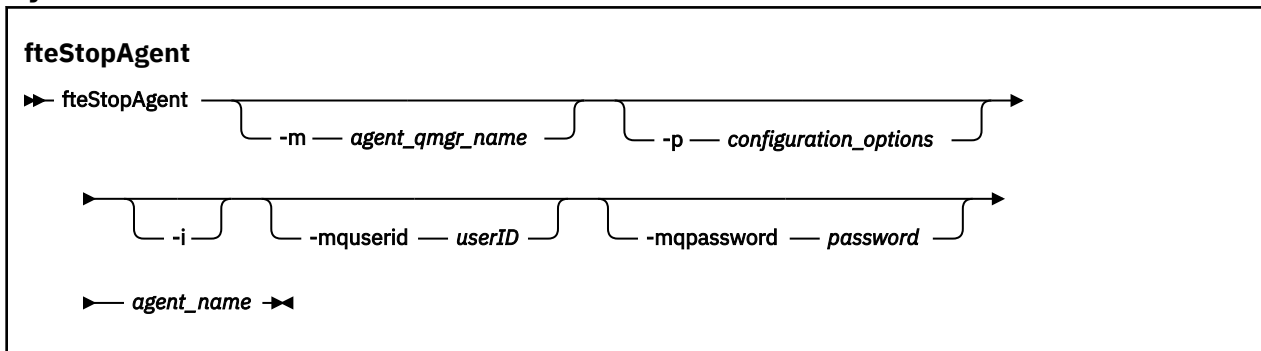 fteStopAgent
fteStopAgent
-m agent_qmgr_name -p configuration_options
-i -mquserid userID -mqpassword password
agent_name